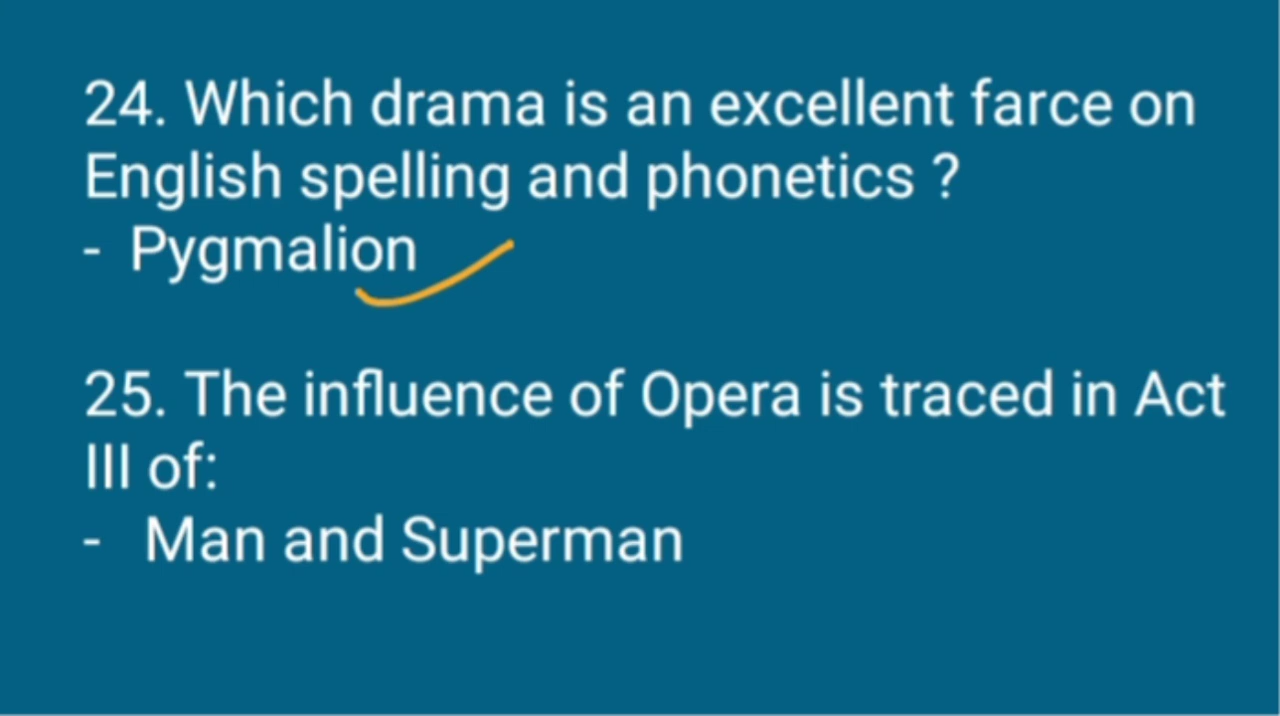 24. Which drama is an excellent farce on
English spelling and phonetics ?
- Pygmalion
25. The influence of Opera is traced in Act
III of:
- Man and Superman